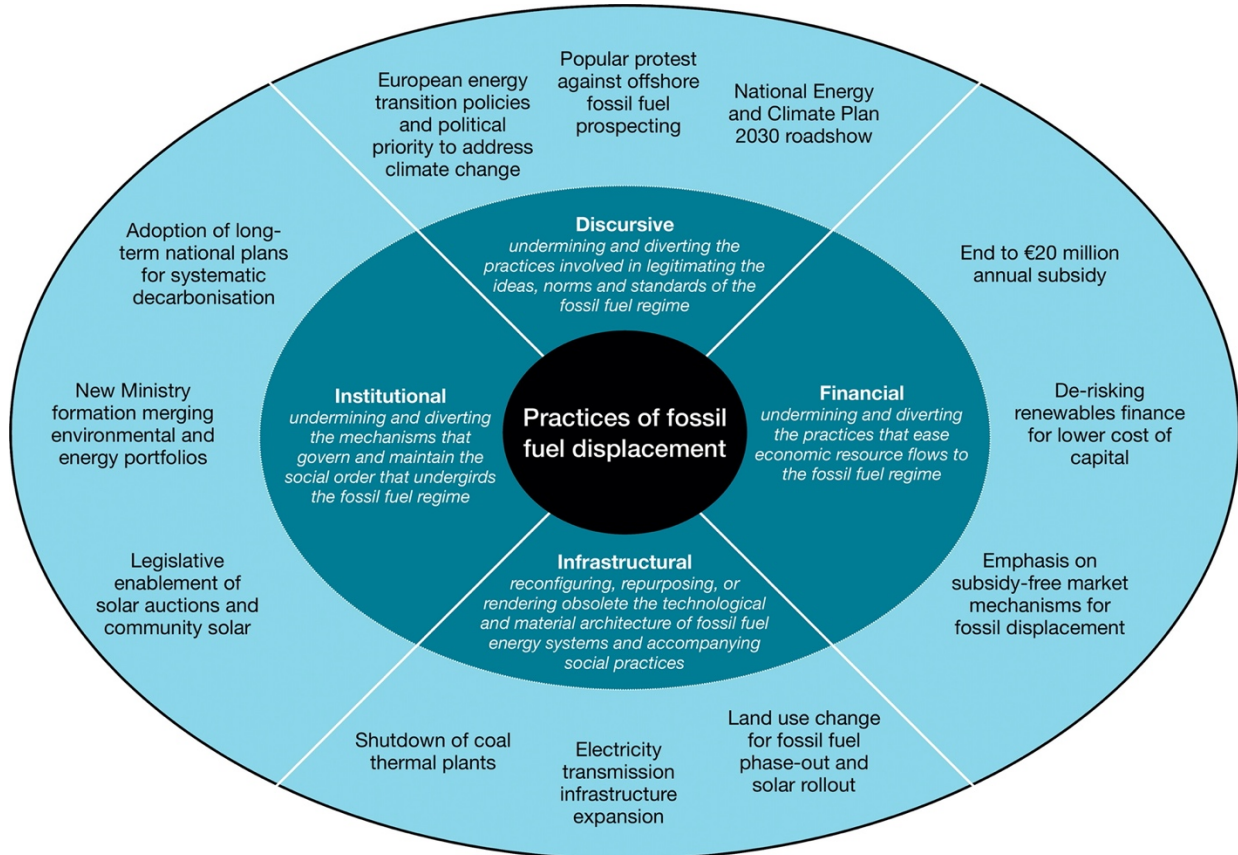 European energy
transition policies
and political
priority to address
climate change
Popular protest
against offshore
fossil fuel
prospecting
National Energy
and Climate Plan
2030 roadshow
Adoption of long-
term national plans
for systematic
decarbonisation
New Ministry
formation merging
environmental and
energy portfolios
Legislative
enablement of
solar auctions and
community solar
Discursive
undermining and diverting the
practices involved in legitimating the
ideas, norms and standards of the
fossil fuel regime
Institutional
undermining and diverting
the mechanisms that
govern and maintain the
social order that undergirds
the fossil fuel regime
Practices of fossil
fuel displacement
Financial
undermining and diverting
the practices that ease
economic resource flows to
the fossil fuel regime
Infrastructural
reconfiguring, repurposing, or
rendering obsolete the technological
and material architecture of fossil fuel
energy systems and accompanying
social practices
End to €20 million
annual subsidy
De-risking
renewables finance
for lower cost of
capital
Emphasis on
subsidy-free market
mechanisms for
fossil displacement
Shutdown of coal
thermal plants
Electricity
transmission
infrastructure
expansion
Land use change
for fossil fuel
phase-out and
solar rollout